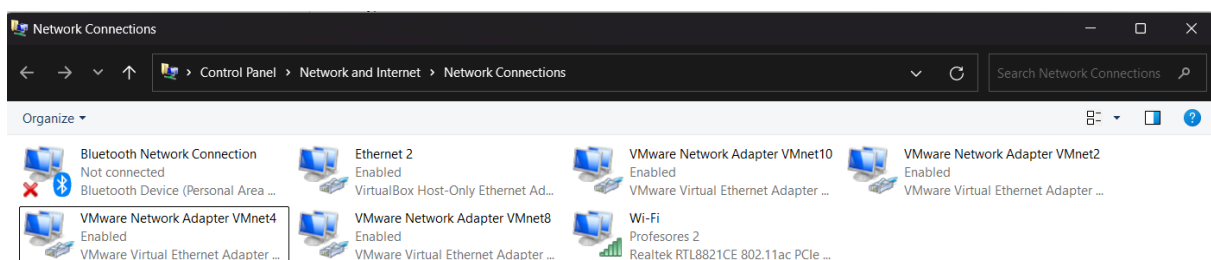 Network Connections
Control Panel > Network and Internet > Network Connections
Search Network Connections
Organize
Bluetooth Network Connection
Not connected
Bluetooth Device (Personal Area ...
Ethernet 2
Enabled
VirtualBox Host-Only Ethernet Ad...
VMware Network Adapter VMnet10
Enabled
VMware Virtual Ethernet Adapter ...
VMware Network Adapter VMnet2
Enabled
VMware Virtual Ethernet Adapter ...
VMware Network Adapter VMnet4
Enabled
VMware Virtual Ethernet Adapter ...
VMware Network Adapter VMnet8
Enabled
VMware Virtual Ethernet Adapter ...
Wi-Fi
Profesores 2
Realtek RTL8821CE 802.11ac PCIe ...